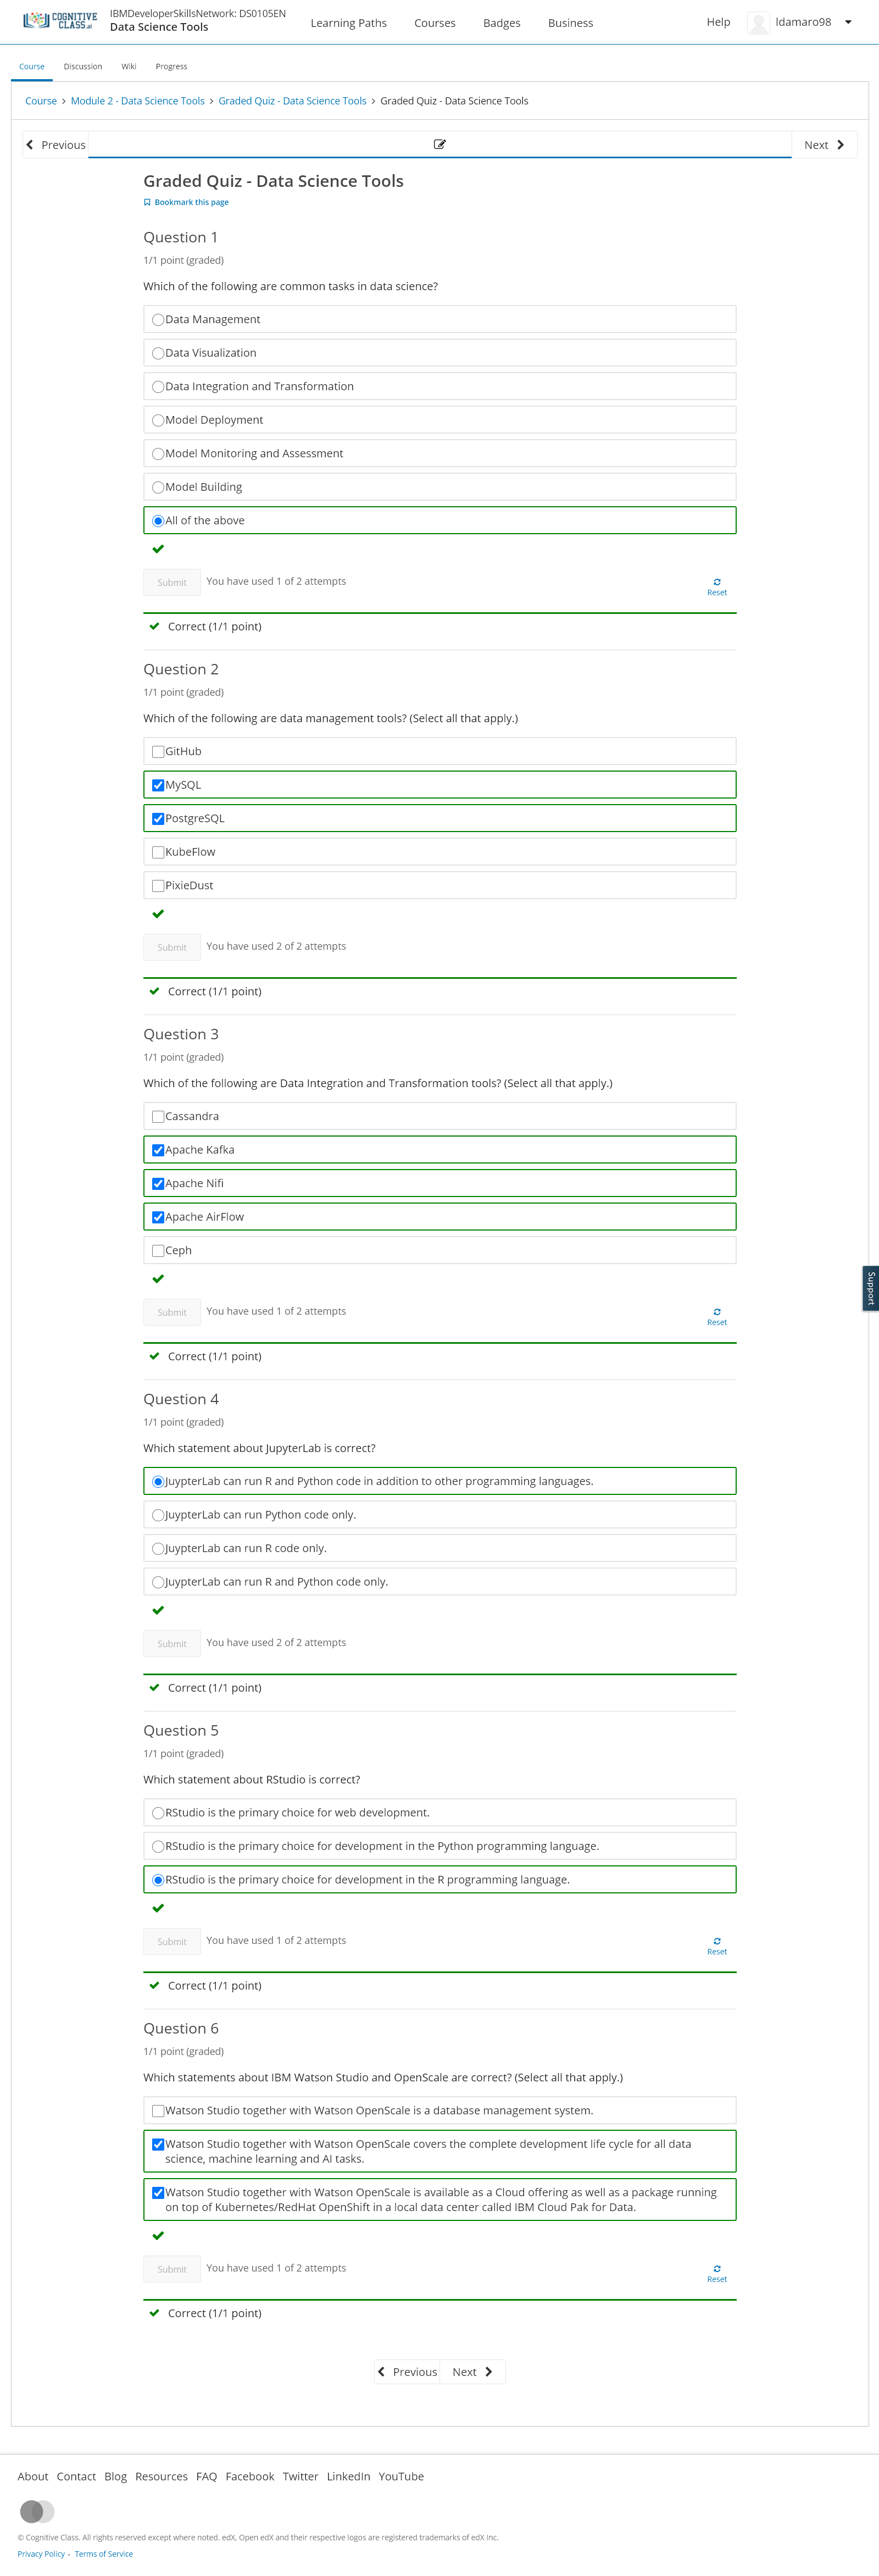 COGNITIVE
CLASS.ai
IBMDeveloperSkillsNetwork: DS0105EN
Data Science Tools
Learning Paths
Courses
Badges
Business
Help
ldamaro98
Course
Discussion
Wiki
Progress
Course > Module 2 - Data Science Tools > Graded Quiz - Data Science Tools > Graded Quiz - Data Science Tools
Previous
Next
Graded Quiz - Data Science Tools
Bookmark this page
Question 1
1/1 point (graded)
Which of the following are common tasks in data science?
Data Management
Data Visualization
Data Integration and Transformation
Model Deployment
Model Monitoring and Assessment
Model Building
All of the above
Submit
You have used 1 of 2 attempts
Reset
Correct (1/1 point)
Question 2
1/1 point (graded)
Which of the following are data management tools? (Select all that apply.)
GitHub
MySQL
PostgreSQL
KubeFlow
PixieDust
Submit
You have used 2 of 2 attempts
Correct (1/1 point)
Question 3
1/1 point (graded)
Which of the following are Data Integration and Transformation tools? (Select all that apply.)
Cassandra
Apache Kafka
Apache Nifi
Apache AirFlow
Ceph
Submit
You have used 1 of 2 attempts
Reset
Support
Correct (1/1 point)
Question 4
1/1 point (graded)
Which statement about JupyterLab is correct?
JuypterLab can run R and Python code in addition to other programming languages.
JuypterLab can run Python code only.
JuypterLab can run R code only.
JuypterLab can run R and Python code only.
Submit
You have used 2 of 2 attempts
Correct (1/1 point)
Question 5
1/1 point (graded)
Which statement about RStudio is correct?
RStudio is the primary choice for web development.
RStudio is the primary choice for development in the Python programming language.
RStudio is the primary choice for development in the R programming language.
Submit
You have used 1 of 2 attempts
Reset
Correct (1/1 point)
Question 6
1/1 point (graded)
Which statements about IBM Watson Studio and OpenScale are correct? (Select all that apply.)
Watson Studio together with Watson OpenScale is a database management system.
Watson Studio together with Watson OpenScale covers the complete development life cycle for all data
science, machine learning and AI tasks.
Watson Studio together with Watson OpenScale is available as a Cloud offering as well as a package running
on top of Kubernetes/RedHat OpenShift in a local data center called IBM Cloud Pak for Data.
Submit
You have used 1 of 2 attempts
Reset
Correct (1/1 point)
Previous
Next
About Contact Blog Resources FAQ Facebook Twitter LinkedIn YouTube
© Cognitive Class. All rights reserved except where noted. edX, Open edX and their respective logos are registered trademarks of edX Inc.
Privacy Policy - Terms of Service